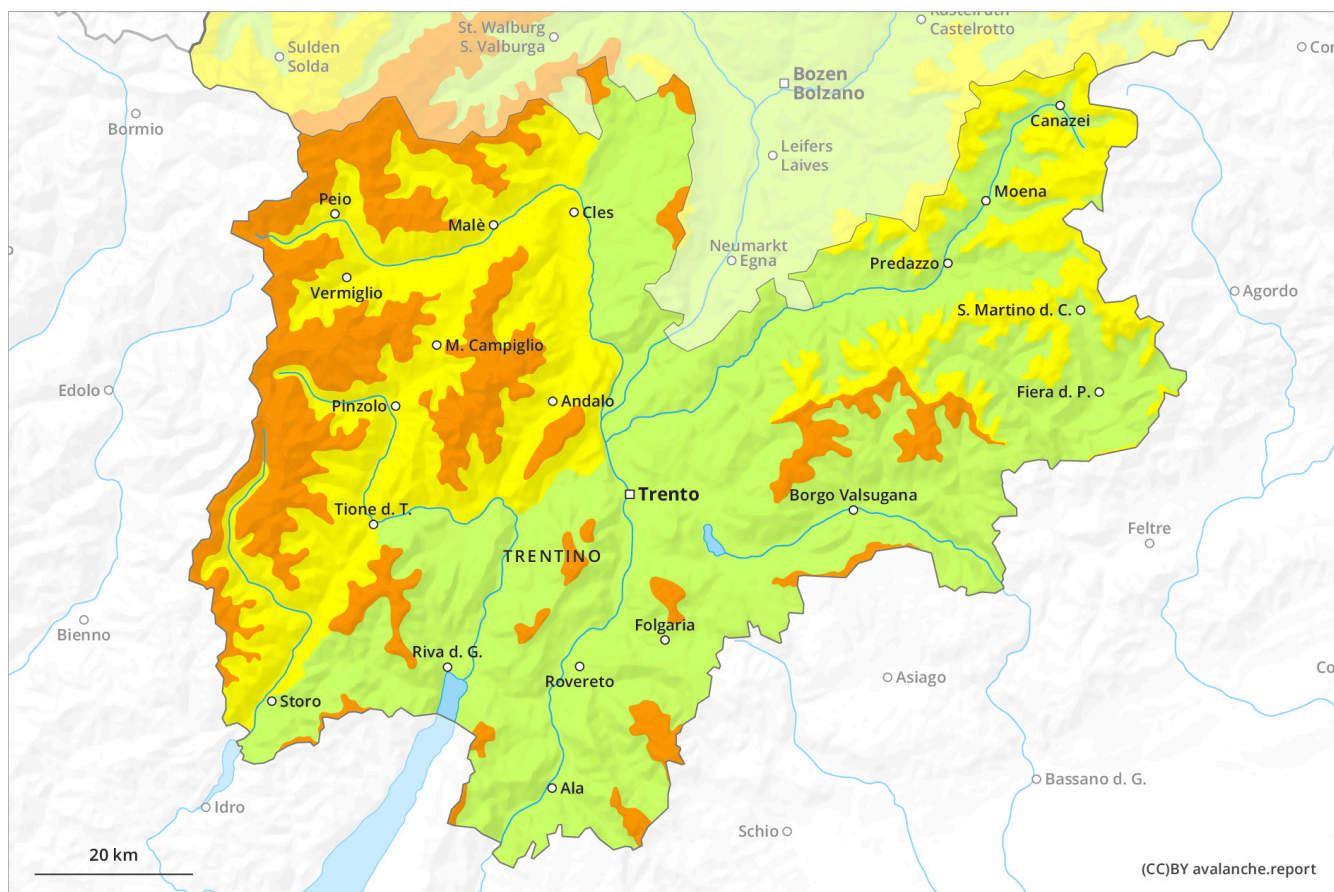 Kastelruth
Castelrotto
St. Walburg
S. Valburga
Sulden
Solda
Bozen
Bolzano
Bormio
Canazei
Leifers
Laives
Peio
Moena
Malè
Cles
Neumarkt
Egna
Predazzo
Vermiglio
Agordo
S. Martino d. C.
M. Campiglio
Edolo
Fiera d. P.
Pinzolo
Andalo
Trento
Borgo Valsugana
Tione d. T.
Feltre
TRENTINO
Bienno
Folgaria
Riva d. G.
Rovereto
Asiago
Storo
Bassano d. G.
Ala
Idro
Schio
20 km
(CC)BY avalanche.report